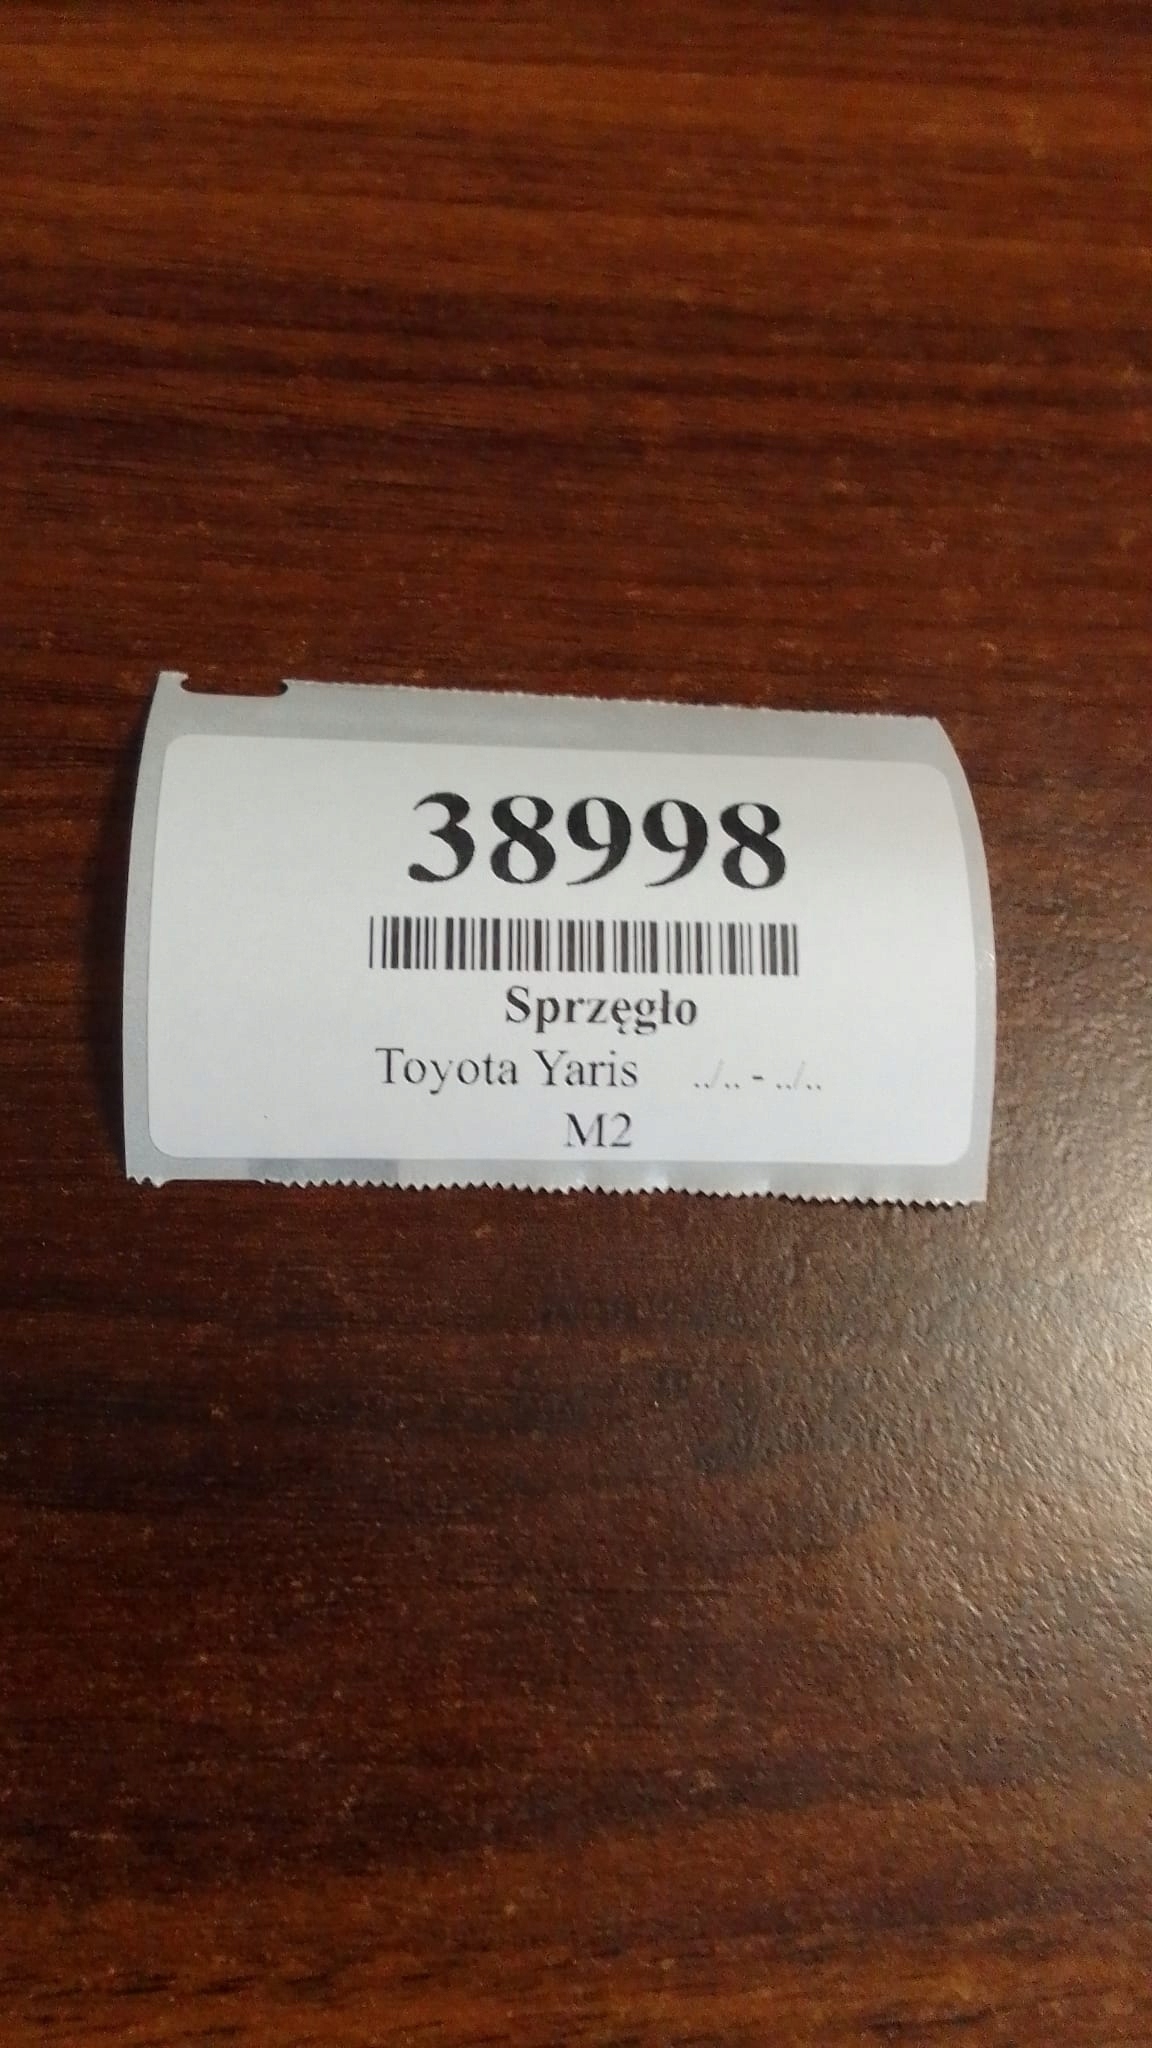 38998
Sprzęgło
Toyota Yaris ../.. - ../..
M2